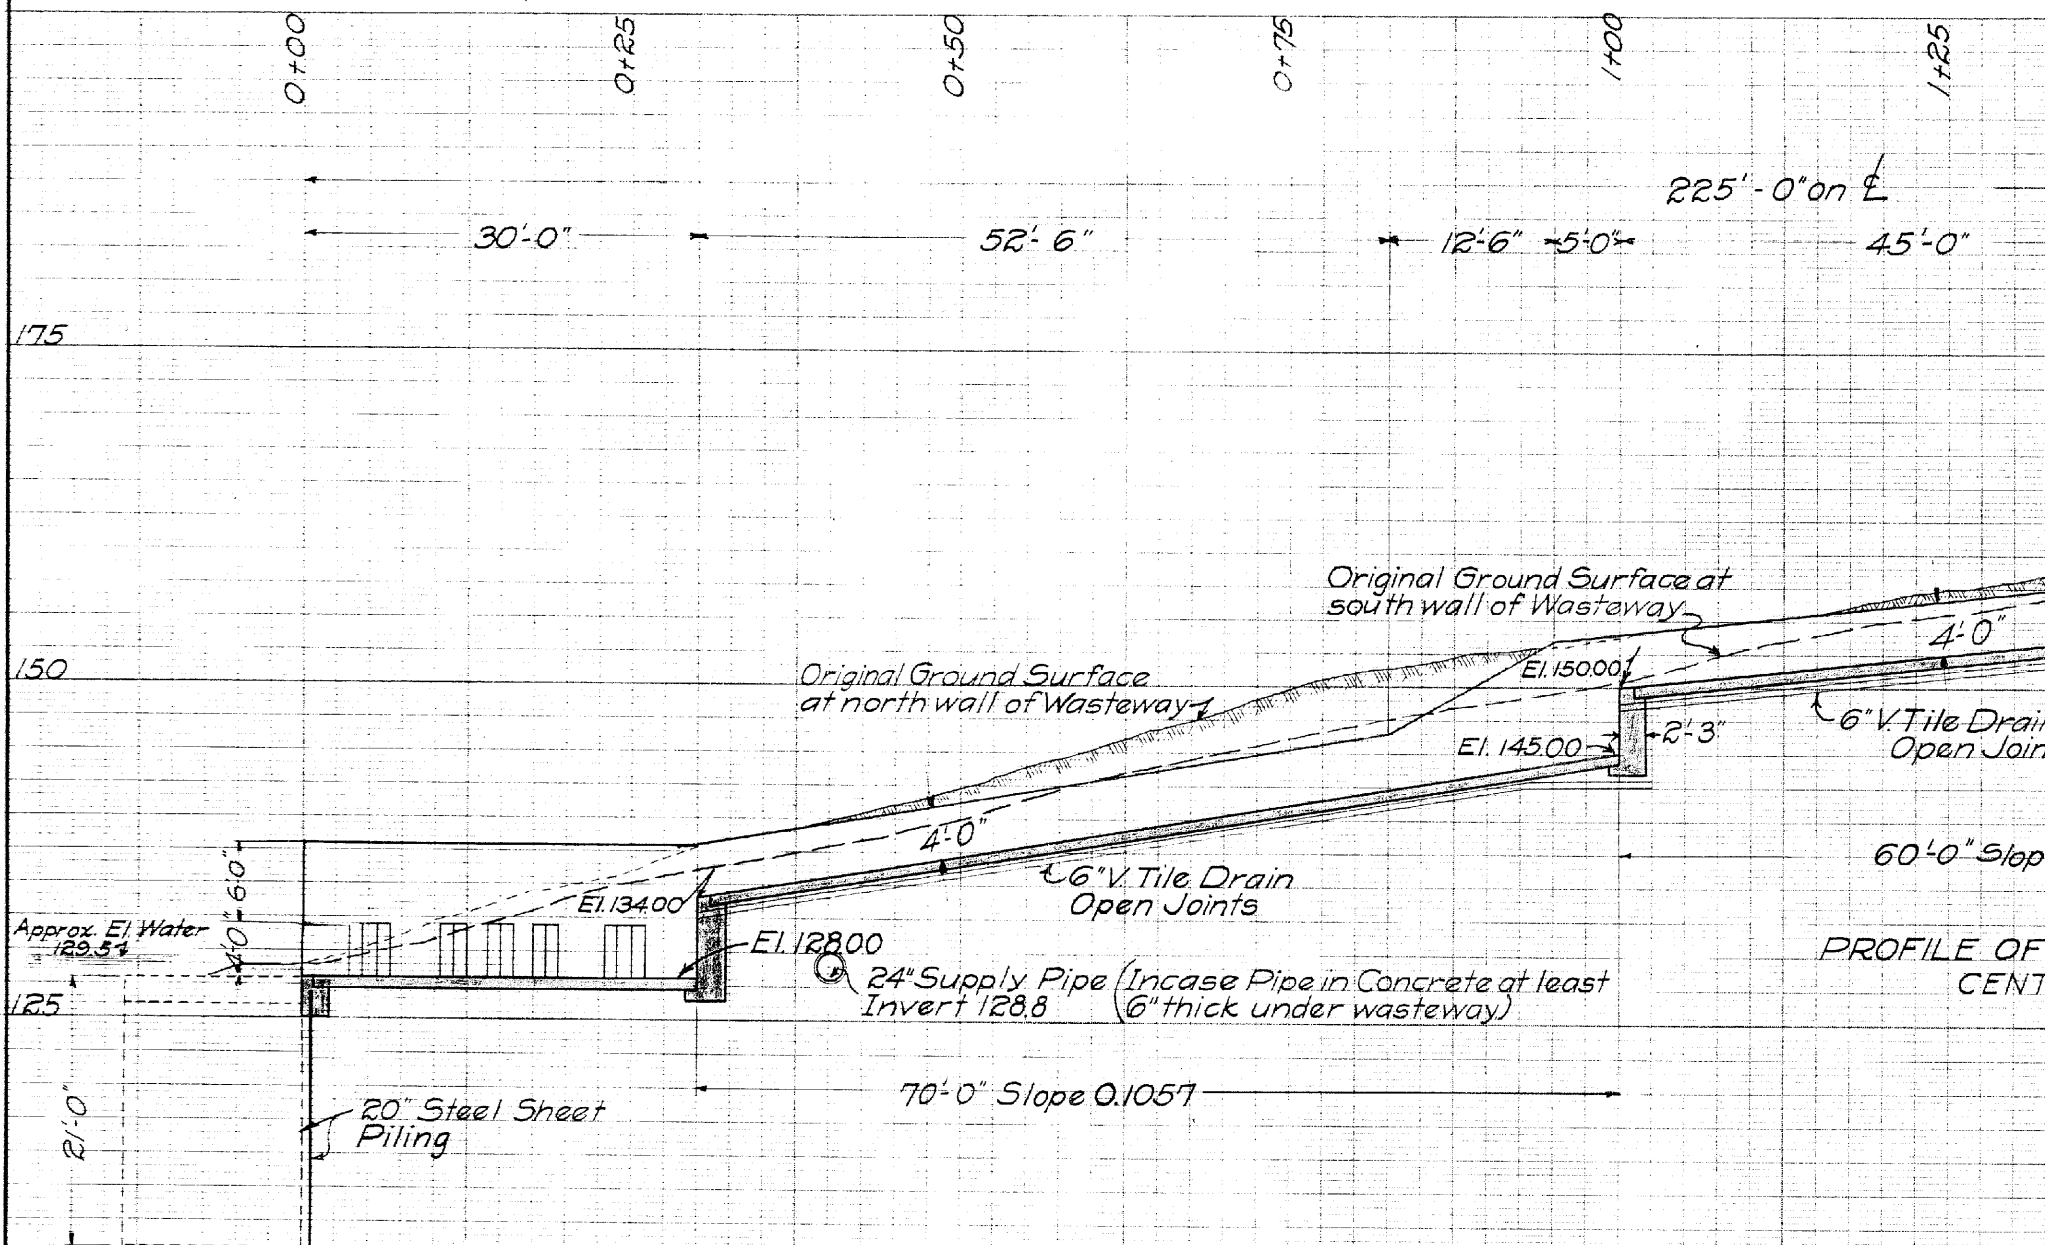 0+00
0+25
0+50
0+75
1+00
1+25
225'-0" on ℄
30'-0"
52'-6"
12'-6"
5'-0"
45'-0"
175
Original Ground Surface at
south wall of Wasteway
4'-0"
150
Original Ground Surface
at north wall of Wasteway
El. 150.00
El. 145.00
2'-3"
6" V. Tile Drain
Open Join
4'-0"
6" V. Tile Drain
Open Joints
60'-0" Slop
4'-0" 6'-0"
El. 134.00
Approx. El. Water
El. 128.00
24" Supply Pipe (Incase Pipe in Concrete at least
Invert 128.8 6" thick under wasteway)
PROFILE OF
CENT
125
70'-0" Slope 0.1057
21'-0"
20" Steel Sheet
Piling